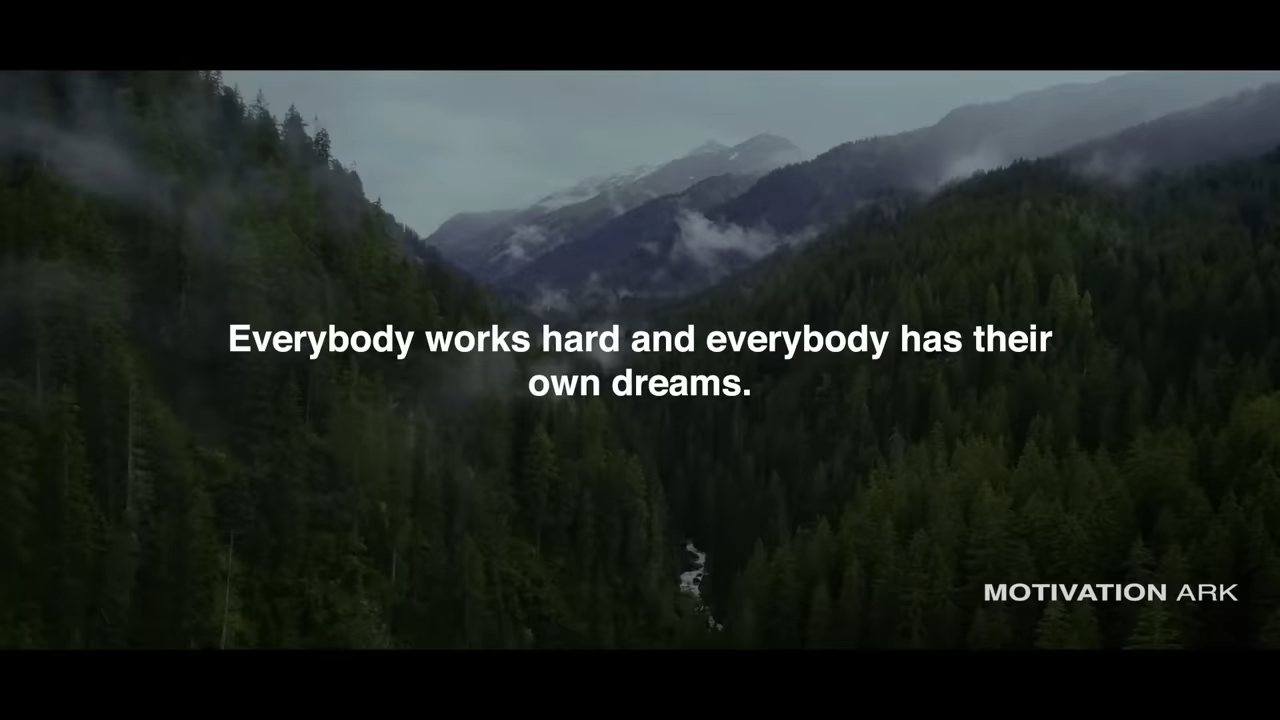 Everybody works hard and everybody has their
own dreams.
MOTIVATION ARK